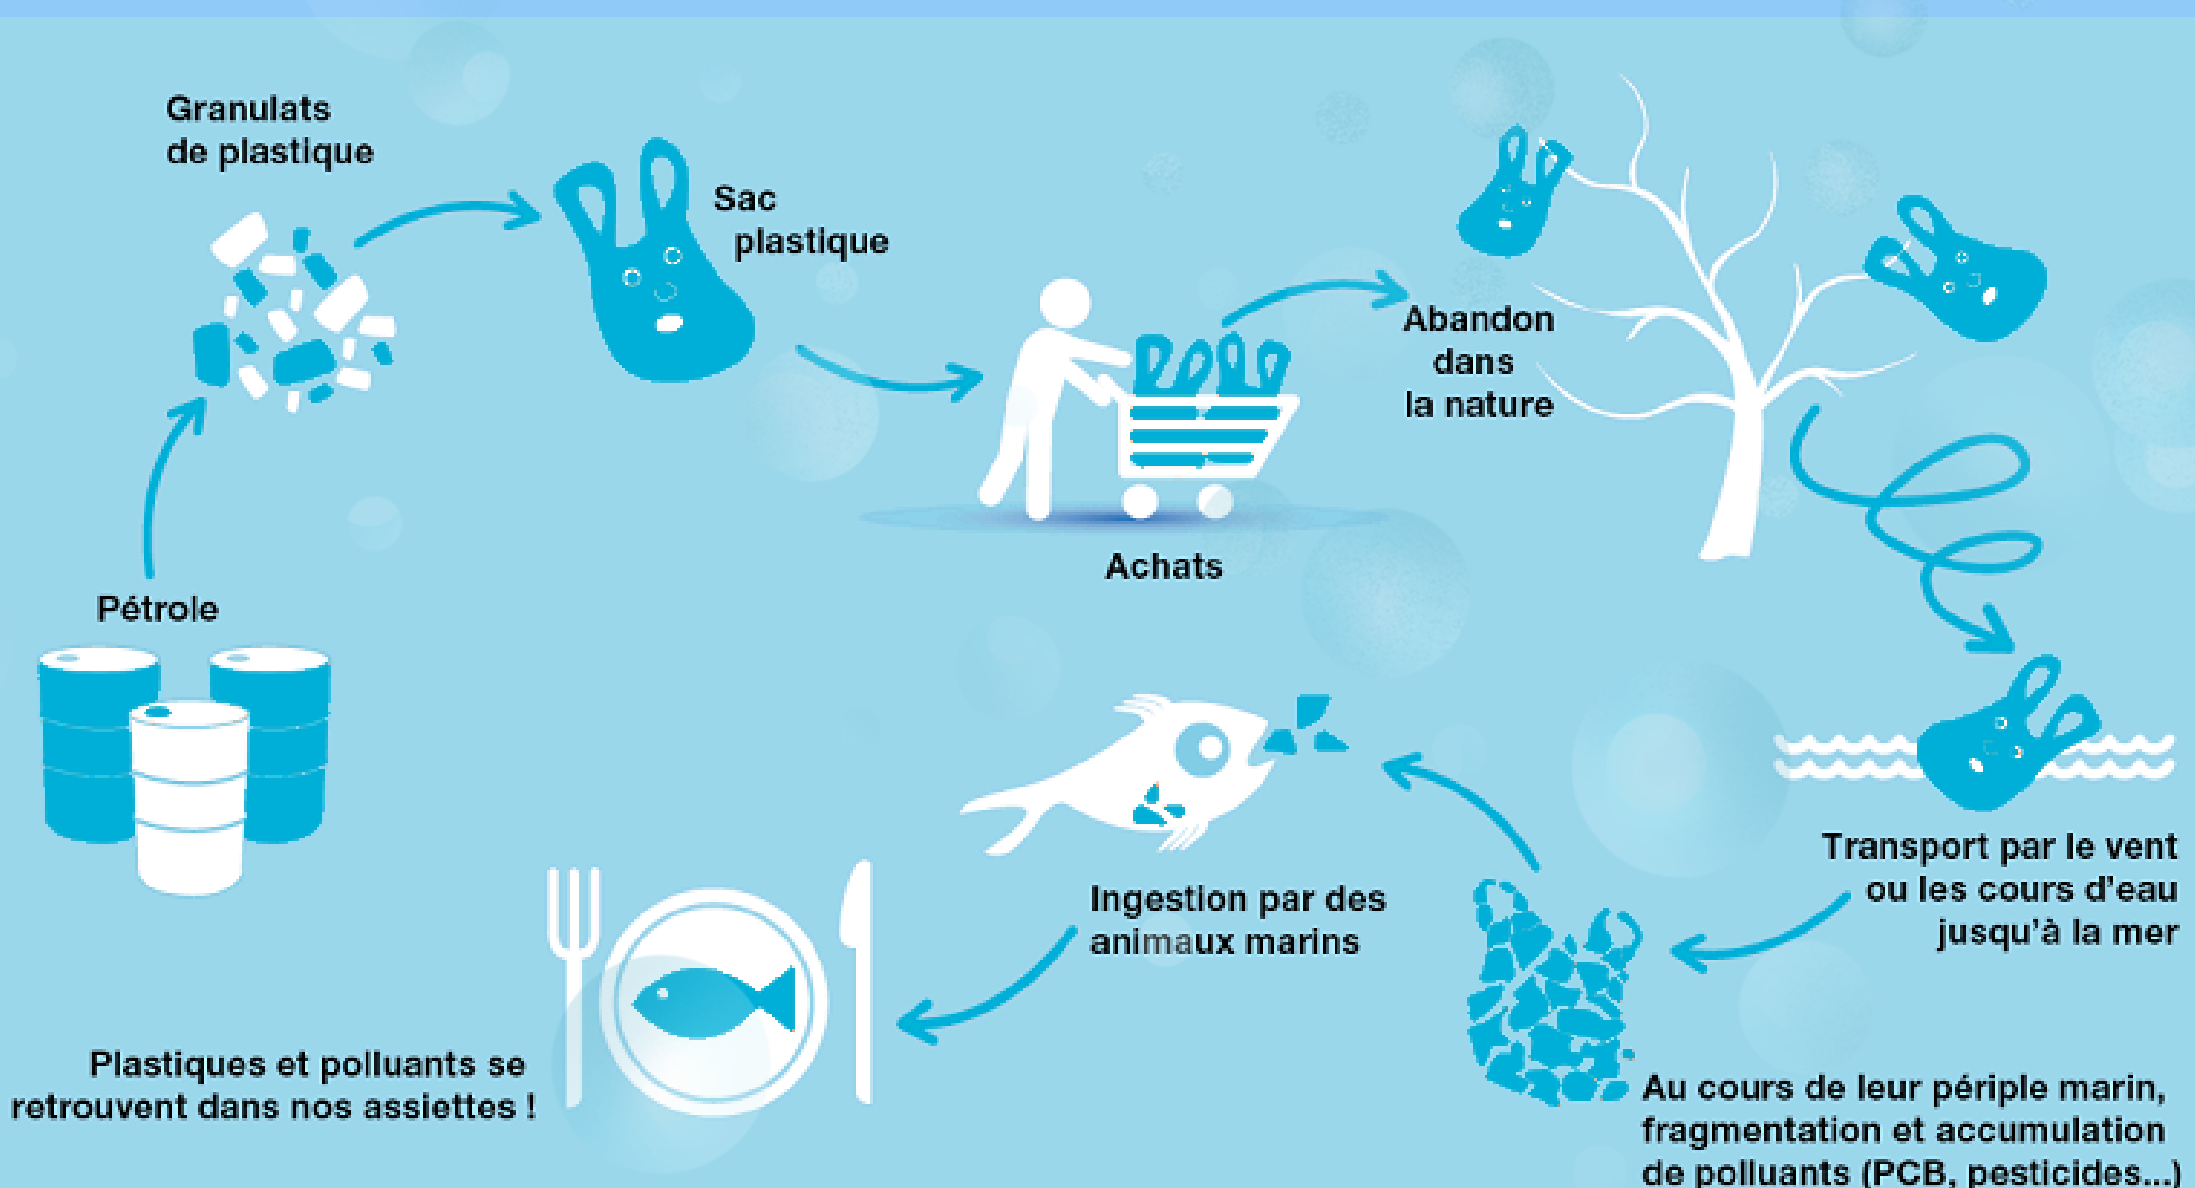 Granulats
de plastique
Sac
plastique
Pétrole
Achats
Abandon
dans
la nature
Transport par le vent
ou les cours d'eau
jusqu'à la mer
Au cours de leur périple marin,
fragmentation et accumulation
de polluants (PCB, pesticides...)
Ingestion par des
animaux marins
Plastiques et polluants se
retrouvent dans nos assiettes !